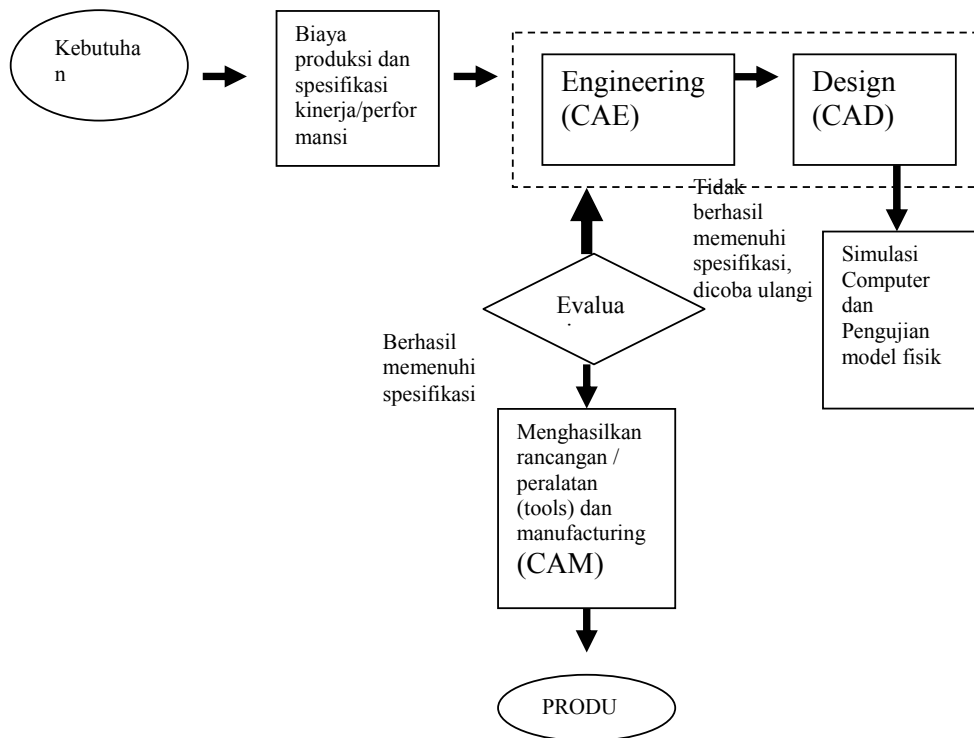 Kebutuha
n
Biaya
produksi dan
spesifikasi
kinerja/perfor
mansi
Engineering
(CAE)
Design
(CAD)
Tidak
berhasil
memenuhi
spesifikasi,
dicoba ulangi
Simulasi
Computer
dan
Pengujian
model fisik
Evalua
Berhasil
memenuhi
spesifikasi
Menghasilkan
rancangan /
peralatan
(tools) dan
manufacturing
(CAM)
PRODU